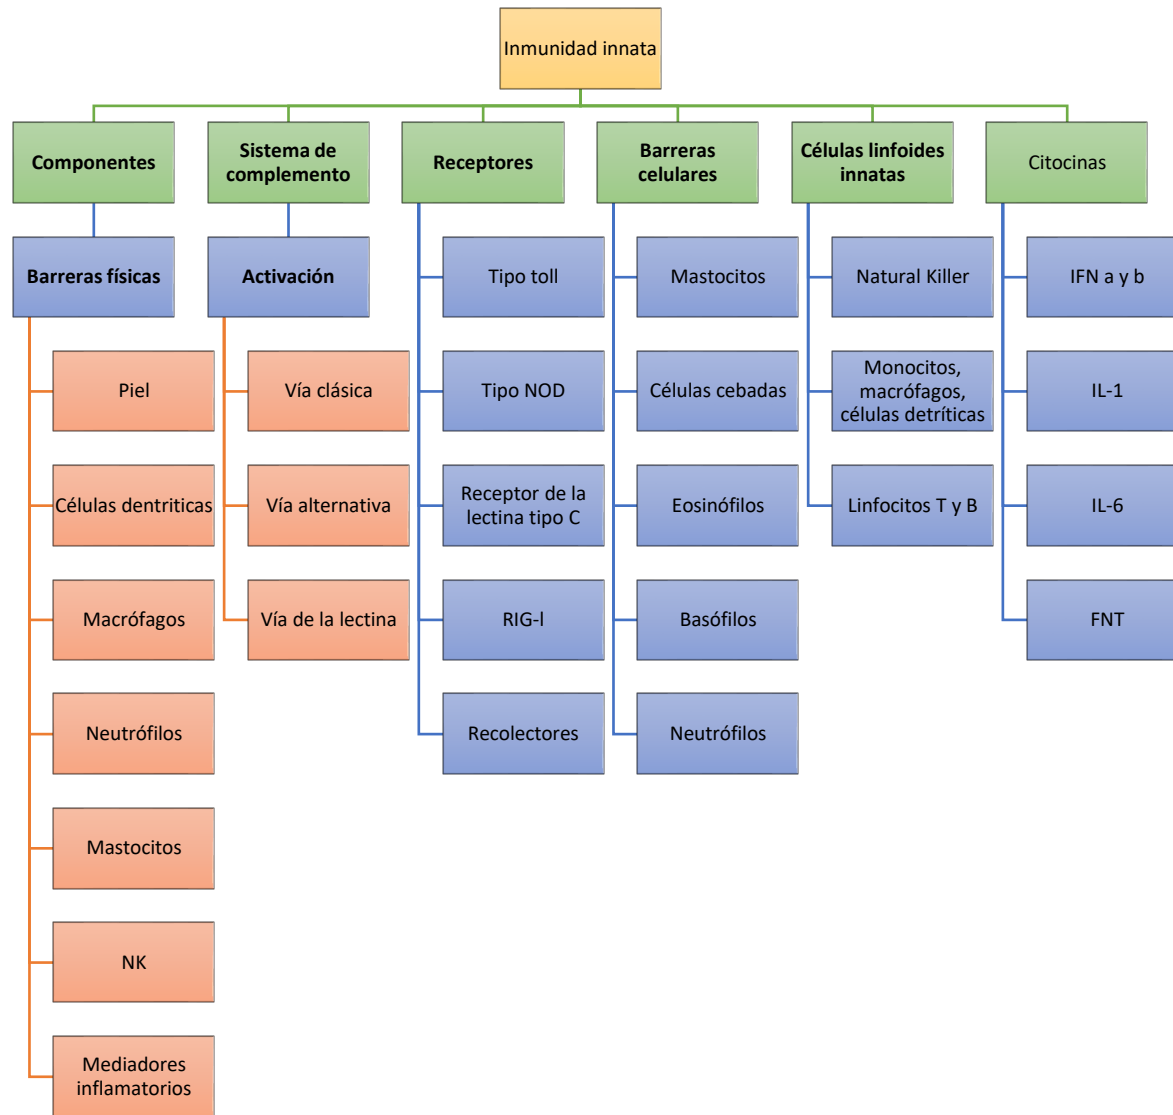 Inmunidad innata
Componentes
Sistema de
complemento
Receptores
Barreras
celulares
Células linfoides
innatas
Citocinas
Barreras físicas
Activación
Tipo toll
Mastocitos
Natural Killer
IFN a y b
Piel
Vía clásica
Tipo NOD
Células cebadas
Monocitos,
macrófagos,
células detríticas
IL-1
Células dentriticas
Vía alternativa
Receptor de la
lectina tipo C
Eosinófilos
Linfocitos T y B
IL-6
Macrófagos
Vía de la lectina
RIG-l
Basófilos
FNT
Neutrófilos
Recolectores
Neutrófilos
Mastocitos
NK
Mediadores
inflamatorios